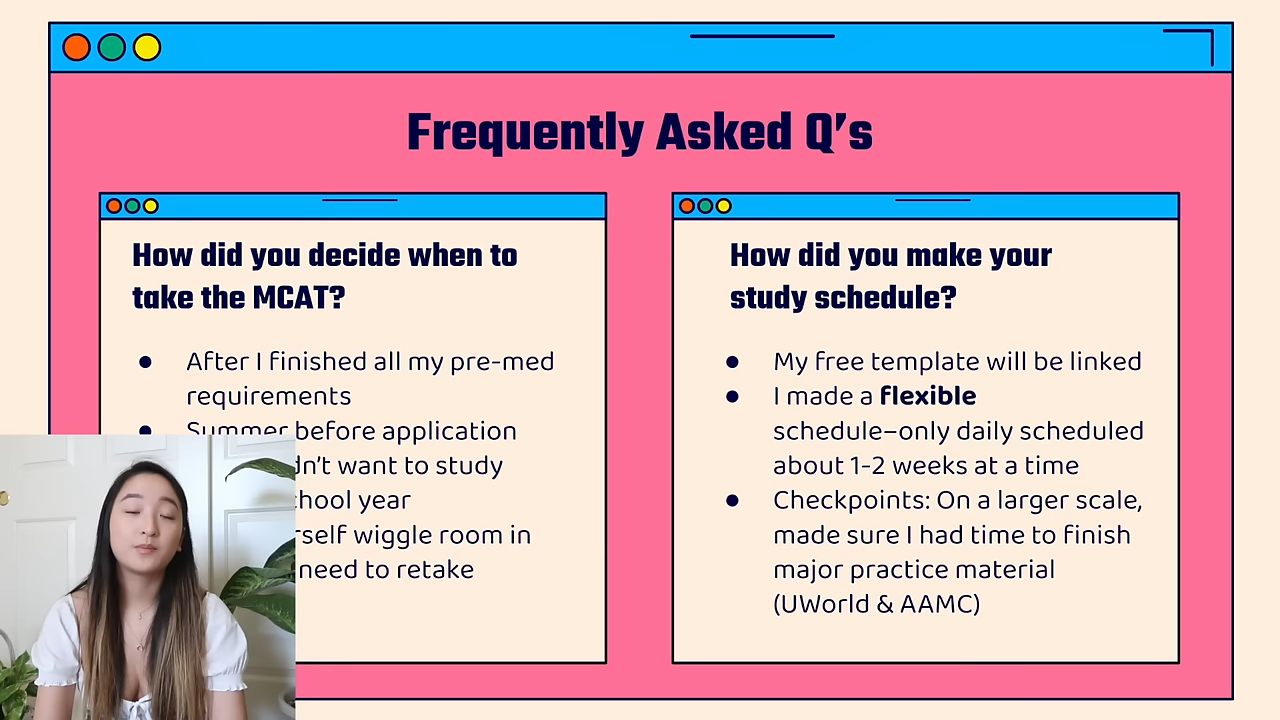 Frequently Asked Q's
How did you decide when to
take the MCAT?
After I finished all my pre-med
requirements
Summer before application
want to study
year
wiggle room in
need to retake
How did you make your
study schedule?
My free template will be linked
I made a flexible
schedule–only daily scheduled
about 1-2 weeks at a time
Checkpoints: On a larger scale,
made sure I had time to finish
major practice material
(UWorld & AAMC)